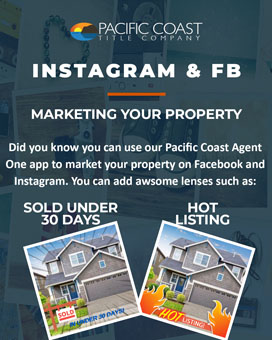 PACIFIC COAST
TITLE COMPANY
INSTAGRAM & FB
MARKETING YOUR PROPERTY
Did you know you can use our Pacific Coast Agent
One app to market your property on Facebook and
Instagram. You can add awsome lenses such as:
SOLD UNDER
30 DAYS
HOT
LISTING
SOLD
IN UNDER 30 DAYS!
HOT
LISTING